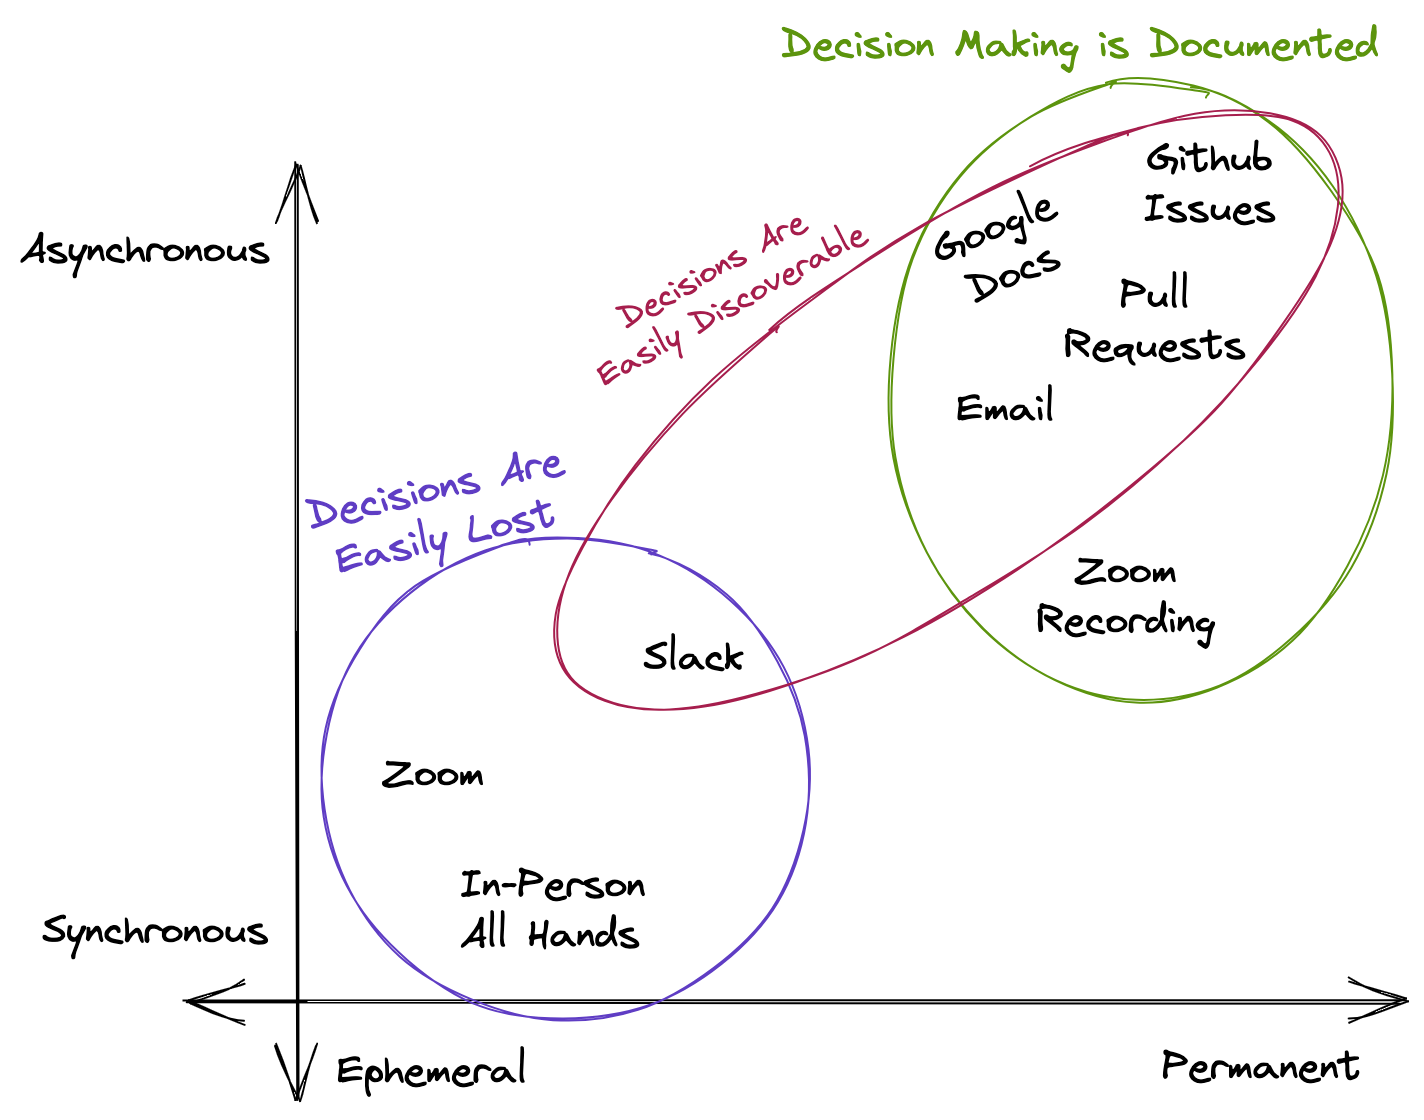 Decision Making is Documented
Github
Issues
Google
Docs
Asynchronous
Decisions Are
Easily Discoverable
Pull
Requests
Email
Decisions Are
Easily Lost
Zoom
Recording
Slack
Zoom
In-Person
All Hands
Synchronous
Ephemeral
Permanent